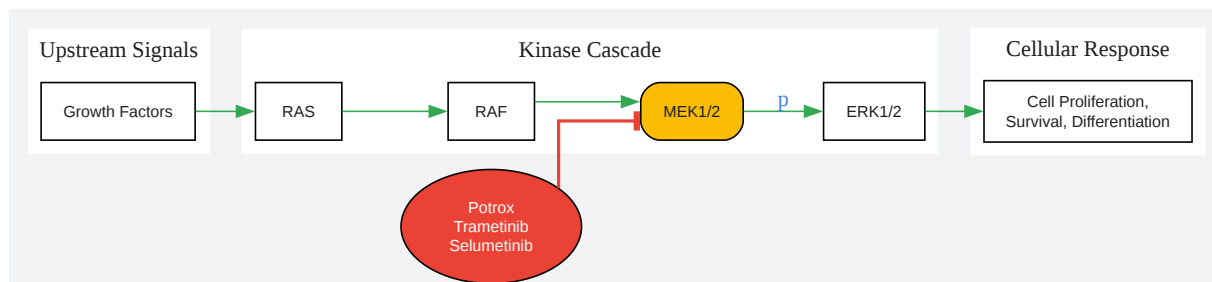 Upstream Signals
Kinase Cascade
Cellular Response
Growth Factors
RAS
RAF
MEK1/2
p
ERK1/2
Cell Proliferation,
Survival, Differentiation
Potrox
Trametinib
Selumetinib